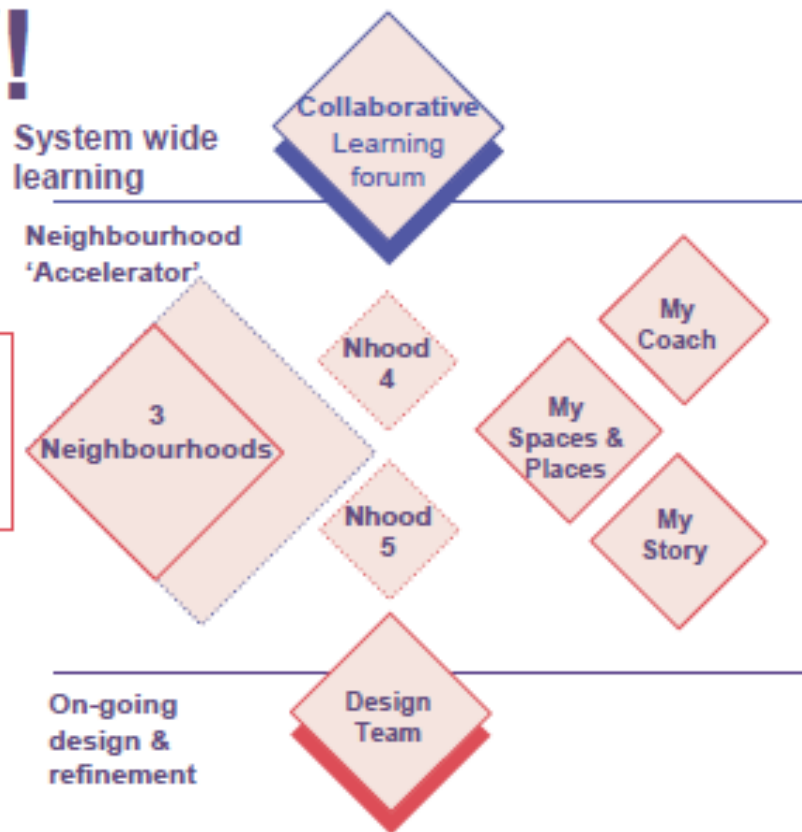 !
System wide
learning
Collaborative
Learning
forum
Neighbourhood
‘Accelerator’
3
Neighbourhoods
Nhood
4
Nhood
5
My
Coach
My
Spaces &
Places
My
Story
On-going
design &
refinement
Design
Team